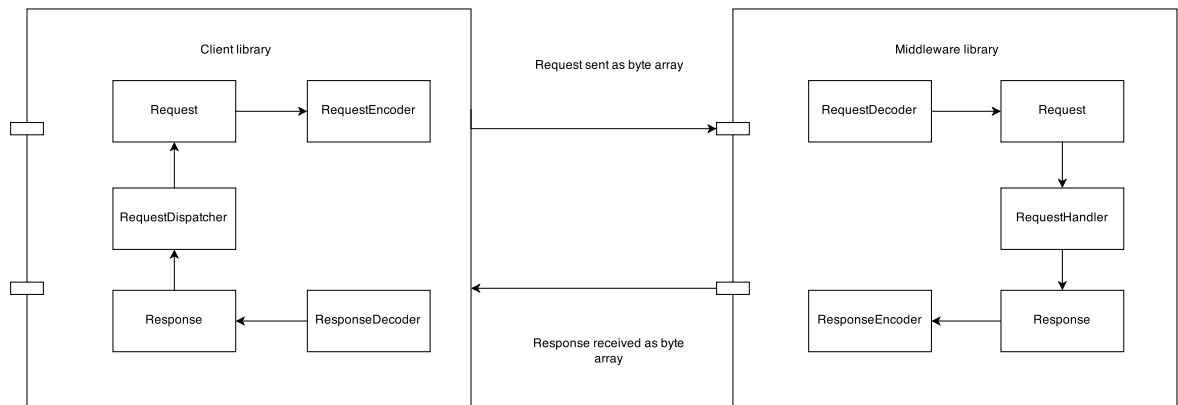 Client library
Request
RequestEncoder
RequestDispatcher
Response
ResponseDecoder
Request sent as byte array
Response received as byte
array
Middleware library
RequestDecoder
Request
RequestHandler
ResponseEncoder
Response